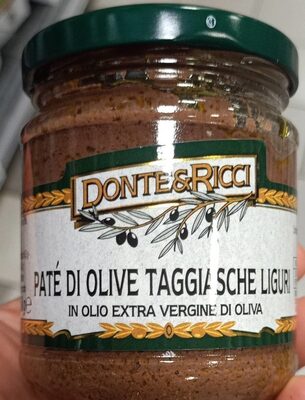 DONTE&RICCI
PATÉ DI OLIVE TAGGIASCHE LIGURI
IN OLIO EXTRA VERGINE DI OLIVA